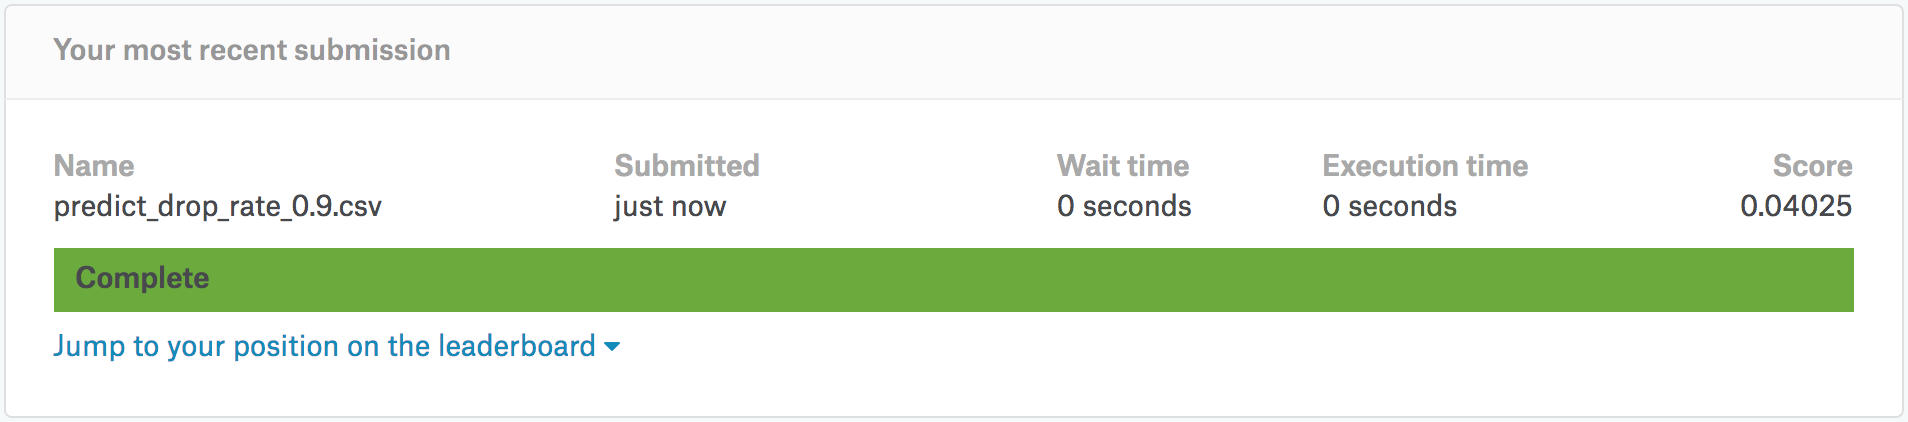 Your most recent submission
Name Submitted Wait time Execution time Score
predict_drop_rate_0.9.csv just now 0 seconds 0 seconds 0.04025
Complete
Jump to your position on the leaderboard